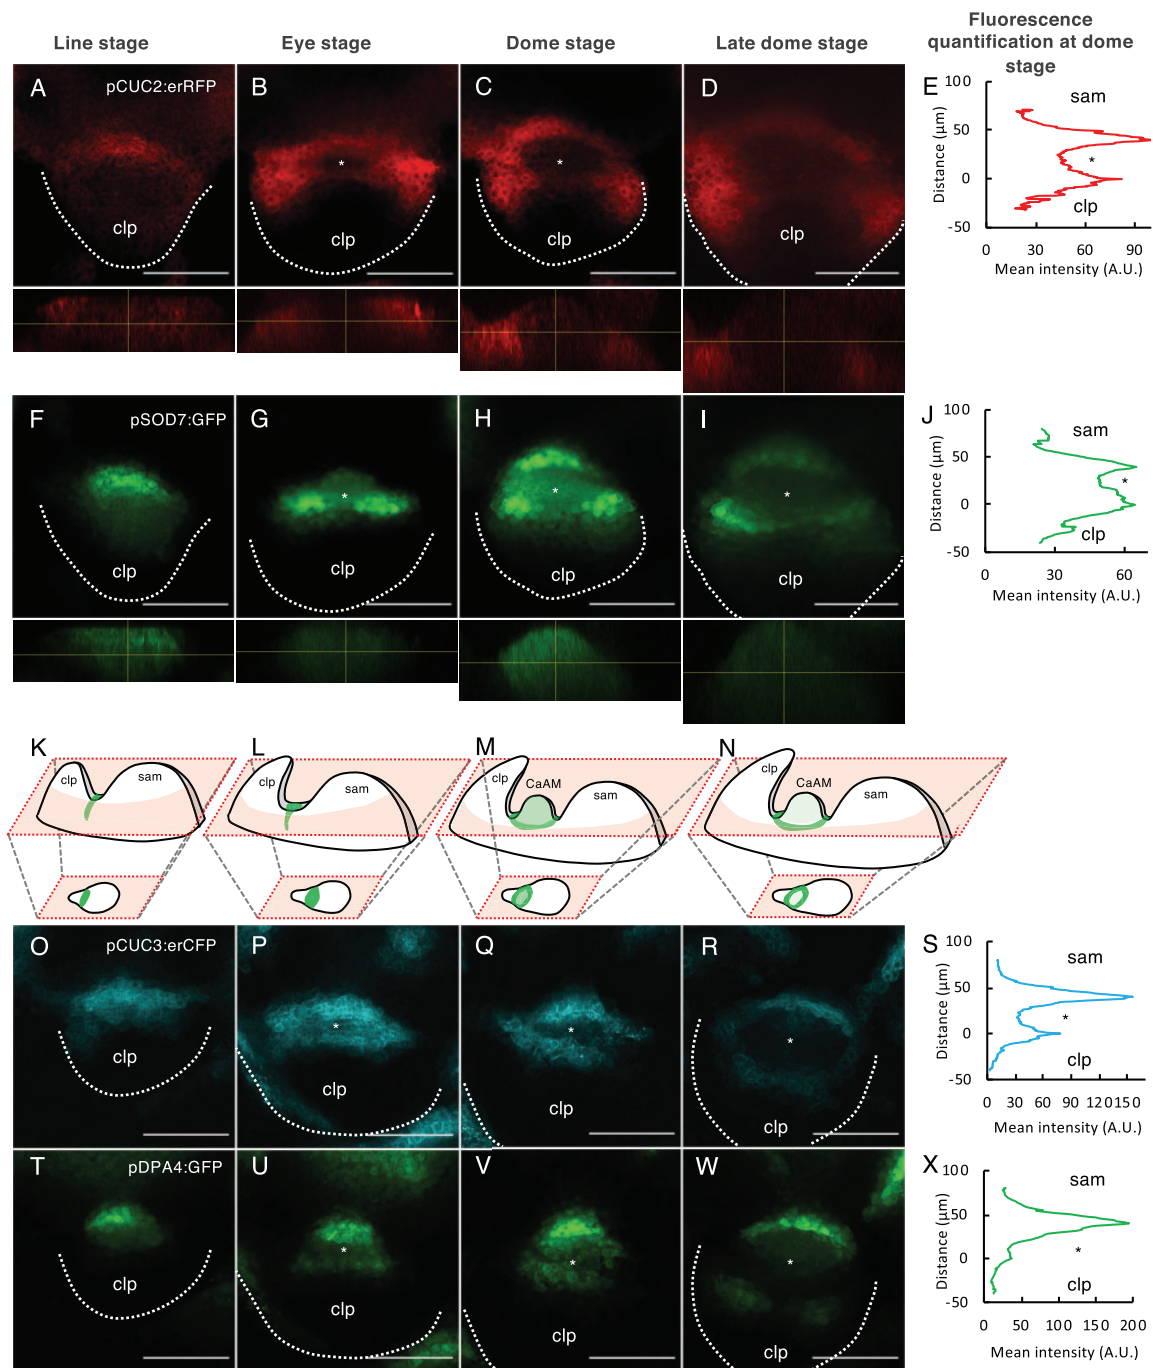 Line stage
Eye stage
Dome stage
Late dome stage
Fluorescence
quantification at dome
stage
A
pCUC2:erRFP
clp
B
*
clp
C
*
clp
D
clp
E
100
50
0
-50
Distance (µm)
sam
*
clp
0
30
60
90
Mean intensity (A.U.)
F
pSOD7:GFP
clp
G
*
clp
H
*
clp
I
*
clp
J
100
50
0
-50
Distance (µm)
sam
*
clp
0
30
60
Mean intensity (A.U.)
K
clp
sam
L
clp
sam
M
clp
CaAM
sam
N
clp
CaAM
sam
O
pCUC3:erCFP
clp
P
*
clp
Q
*
clp
R
*
clp
S
100
50
0
-50
Distance (µm)
sam
*
clp
0 30 60 90 120150
Mean intensity (A.U.)
T
pDPA4:GFP
clp
U
*
clp
V
*
clp
W
*
clp
X
100
50
0
-50
Distance (µm)
sam
*
clp
0 50 100 150 200
Mean intensity (A.U.)